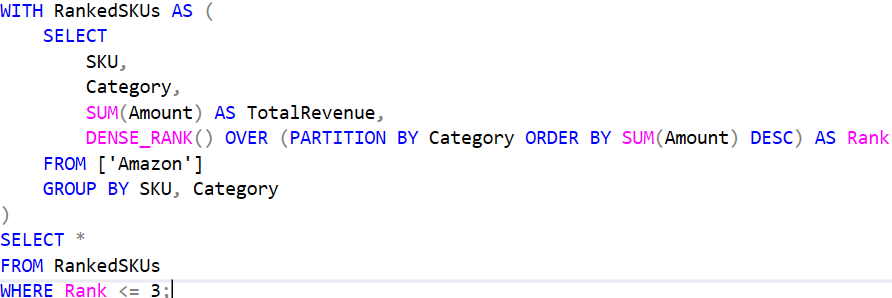 WITH RankedSKUs AS (
    SELECT
        SKU,
        Category,
        SUM(Amount) AS TotalRevenue,
        DENSE_RANK() OVER (PARTITION BY Category ORDER BY SUM(Amount) DESC) AS Rank
    FROM ['Amazon']
    GROUP BY SKU, Category
)
SELECT *
FROM RankedSKUs
WHERE Rank <= 3;